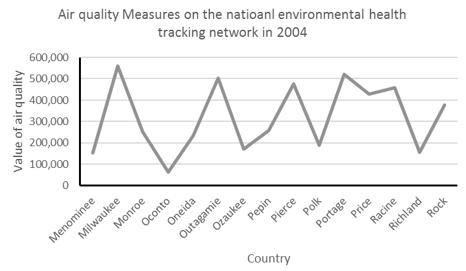 Air quality Measures on the natioanl environmental health
tracking network in 2004
Value of air quality
600,000
500,000
400,000
300,000
200,000
100,000
0
Menominee
Milwaukee
Monroe
Oconto
Oneida
Outagamie
Ozaukee
Pepin
Pierce
Polk
Portage
Price
Racine
Richland
Rock
Country